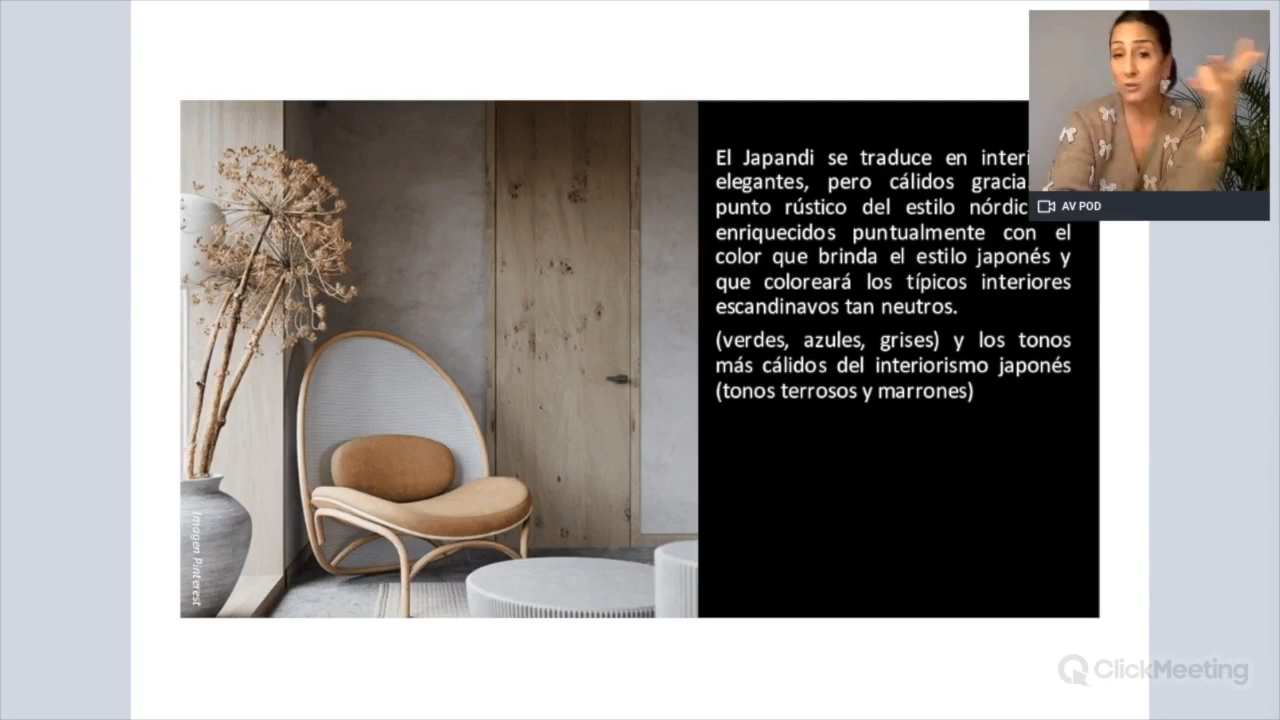 El Japandi se traduce en
elegantes, pero cálidos
punto rústico del estilo
enriquecidos puntualmente con el
color que brinda el estilo japonés y
que coloreará los típicos interiores
escandinavos tan neutros.
(verdes, azules, grises) y los tonos
más cálidos del interiorismo japonés
(tonos terrosos y marrones)
AV POD
Imagen Pinterest
ClickMeeting